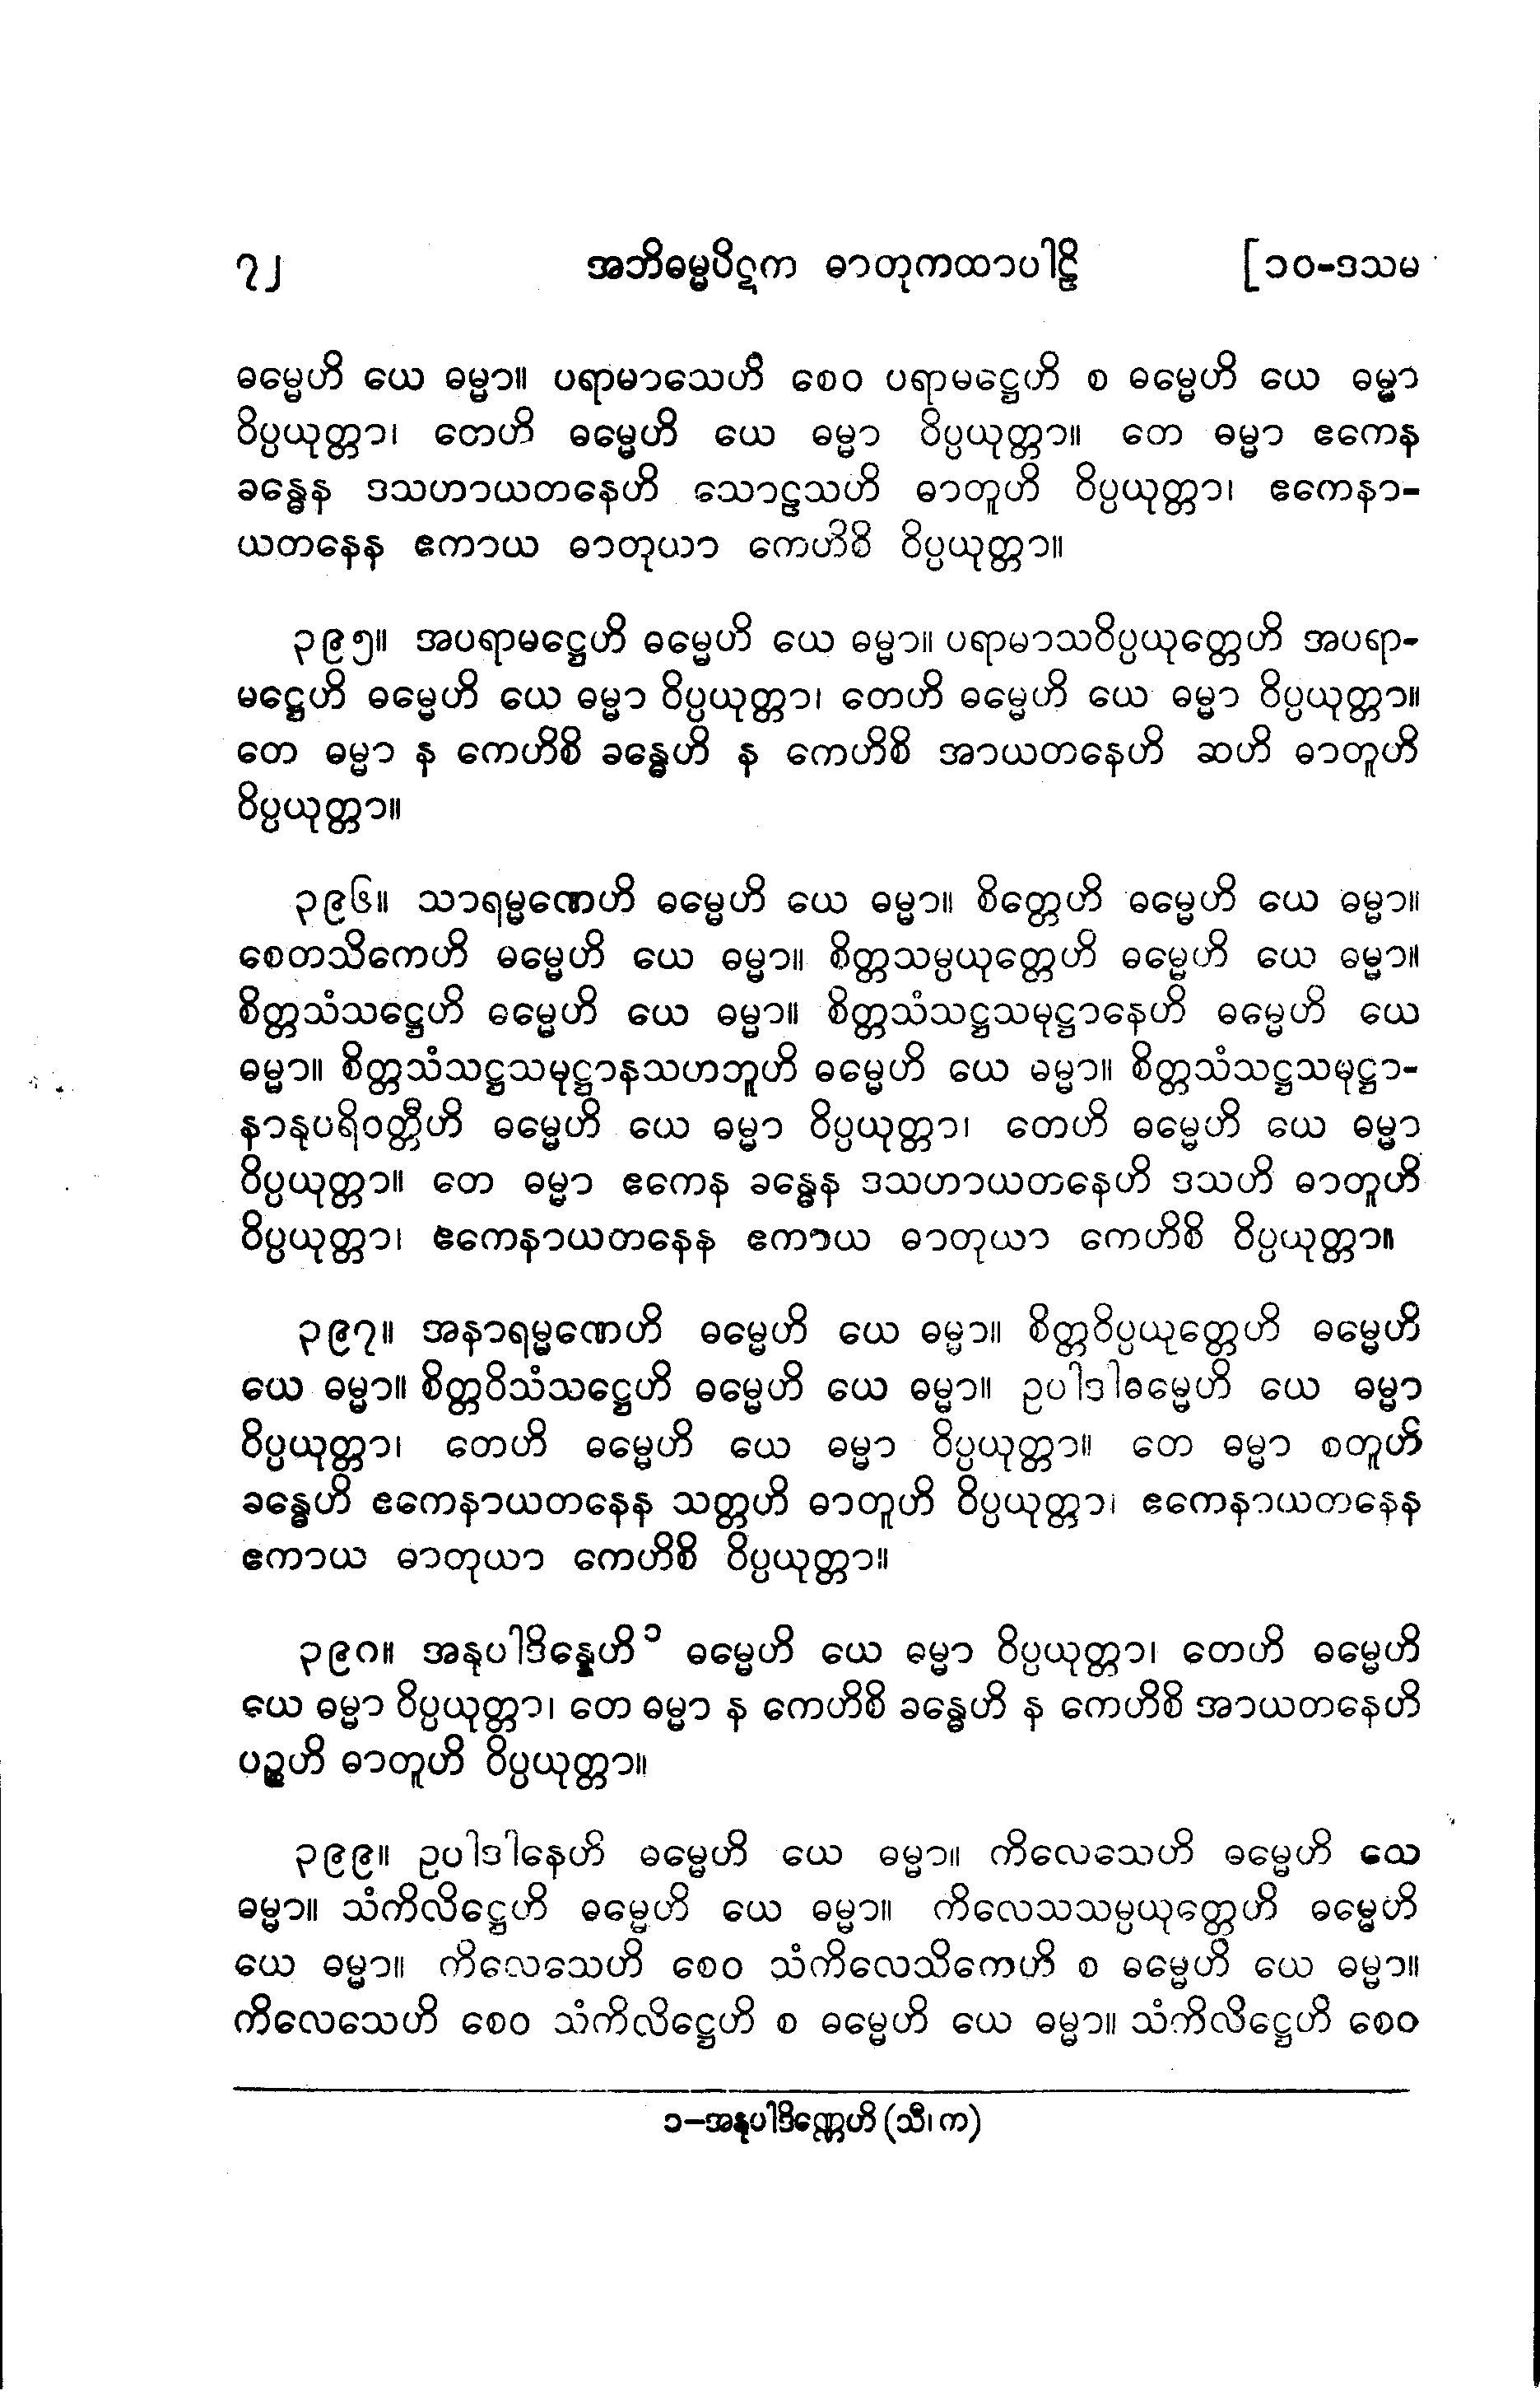 ၇၂ အဘိဓမ္မပိဋက ဓာတုကထာပါဠိ [၁၀-ဒသမ
ဓမ္မေဟိ ယေ ဓမ္မာ။ ပရာမာသေဟိ စေဝ ပရာမဋ္ဌေဟိ စ ဓမ္မေဟိ ယေ ဓမ္မာ
ဝိပ္ပယုတ္တာ၊ တေဟိ ဓမ္မေဟိ ယေ ဓမ္မာ ဝိပ္ပယုတ္တာ။ တေ ဓမ္မာ ဧကေန
ခန္ဓေန ဒသဟာယတနေဟိ သောဠသဟိ ဓာတူဟိ ဝိပ္ပယုတ္တာ၊ ဧကေနာ-
ယတနေန ဧကာယ ဓာတုယာ ကေဟိစိ ဝိပ္ပယုတ္တာ။
၃၉၅။ အပရာမဋ္ဌေဟိ ဓမ္မေဟိ ယေ ဓမ္မာ။ ပရာမာသဝိပ္ပယုတ္တေဟိ အပရာ-
မဋ္ဌေဟိ ဓမ္မေဟိ ယေ ဓမ္မာ ဝိပ္ပယုတ္တာ၊ တေဟိ ဓမ္မေဟိ ယေ ဓမ္မာ ဝိပ္ပယုတ္တာ။
တေ ဓမ္မာ န ကေဟိစိ ခန္ဓေဟိ န ကေဟိစိ အာယတနေဟိ ဆဟိ ဓာတူဟိ
ဝိပ္ပယုတ္တာ။
၃၉၆။ သာရမ္မဏေဟိ ဓမ္မေဟိ ယေ ဓမ္မာ။ စိတ္တေဟိ ဓမ္မေဟိ ယေ ဓမ္မာ။
စေတသိကေဟိ ဓမ္မေဟိ ယေ ဓမ္မာ။ စိတ္တသမ္ပယုတ္တေဟိ ဓမ္မေဟိ ယေ ဓမ္မာ။
စိတ္တသံသဋ္ဌေဟိ ဓမ္မေဟိ ယေ ဓမ္မာ။ စိတ္တသံသဋ္ဌသမုဋ္ဌာနေဟိ ဓမ္မေဟိ ယေ
ဓမ္မာ။ စိတ္တသံသဋ္ဌသမုဋ္ဌာနသဟဘူဟိ ဓမ္မေဟိ ယေ ဓမ္မာ။ စိတ္တသံသဋ္ဌသမုဋ္ဌာ-
နာနုပရိဝတ္တီဟိ ဓမ္မေဟိ ယေ ဓမ္မာ ဝိပ္ပယုတ္တာ၊ တေဟိ ဓမ္မေဟိ ယေ ဓမ္မာ
ဝိပ္ပယုတ္တာ။ တေ ဓမ္မာ ဧကေန ခန္ဓေန ဒသဟာယတနေဟိ ဒသဟိ ဓာတူဟိ
ဝိပ္ပယုတ္တာ၊ ဧကေနာယတနေန ဧကာယ ဓာတုယာ ကေဟိစိ ဝိပ္ပယုတ္တာ။
၃၉၇။ အနာရမ္မဏေဟိ ဓမ္မေဟိ ယေ ဓမ္မာ။ စိတ္တဝိပ္ပယုတ္တေဟိ ဓမ္မေဟိ
ယေ ဓမ္မာ။ စိတ္တဝိသံသဋ္ဌေဟိ ဓမ္မေဟိ ယေ ဓမ္မာ။ ဥပါဒါဓမ္မေဟိ ယေ ဓမ္မာ
ဝိပ္ပယုတ္တာ၊ တေဟိ ဓမ္မေဟိ ယေ ဓမ္မာ ဝိပ္ပယုတ္တာ။ တေ ဓမ္မာ စတူဟိ
ခန္ဓေဟိ ဧကေနာယတနေန သတ္တဟိ ဓာတူဟိ ဝိပ္ပယုတ္တာ၊ ဧကေနာယတနေန
ဧကာယ ဓာတုယာ ကေဟိစိ ဝိပ္ပယုတ္တာ။
၃၉၈။ အနုပါဒိန္နေဟိ ၁ ဓမ္မေဟိ ယေ ဓမ္မာ ဝိပ္ပယုတ္တာ၊ တေဟိ ဓမ္မေဟိ
ယေ ဓမ္မာ ဝိပ္ပယုတ္တာ၊ တေ ဓမ္မာ န ကေဟိစိ ခန္ဓေဟိ န ကေဟိစိ အာယတနေဟိ
ပဉ္စဟိ ဓာတူဟိ ဝိပ္ပယုတ္တာ။
၃၉၉။ ဥပါဒါနေဟိ ဓမ္မေဟိ ယေ ဓမ္မာ။ ကိလေသေဟိ ဓမ္မေဟိ ယေ
ဓမ္မာ။ သံကိလိဋ္ဌေဟိ ဓမ္မေဟိ ယေ ဓမ္မာ။ ကိလေသသမ္ပယုတ္တေဟိ ဓမ္မေဟိ
ယေ ဓမ္မာ။ ကိလေသေဟိ စေဝ သံကိလေသိကေဟိ စ ဓမ္မေဟိ ယေ ဓမ္မာ။
ကိလေသေဟိ စေဝ သံကိလိဋ္ဌေဟိ စ ဓမ္မေဟိ ယေ ဓမ္မာ။ သံကိလိဋ္ဌေဟိ စေဝ
၁-အနုပါဒိဏ္ဏေဟိ (သီ၊ က)